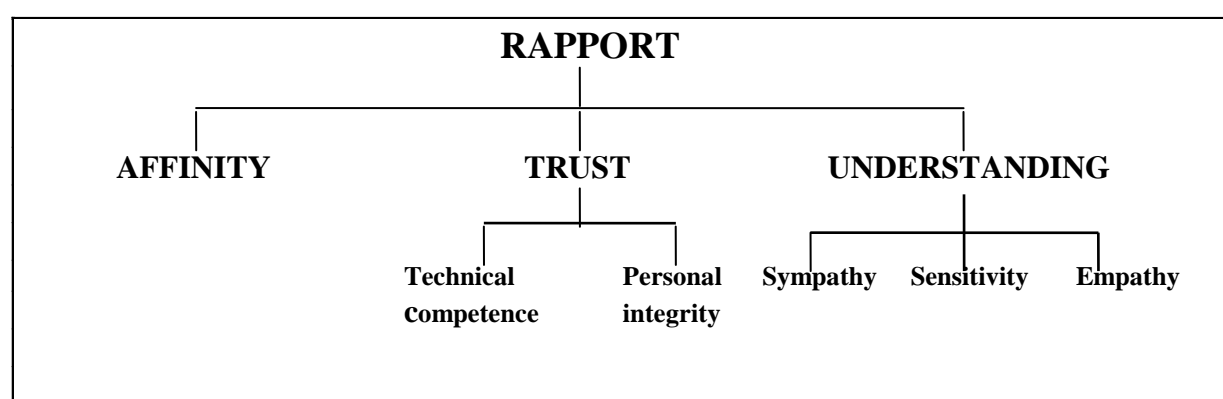 RAPPORT
AFFINITY TRUST UNDERSTANDING
Technical Personal Sympathy Sensitivity Empathy
competence integrity